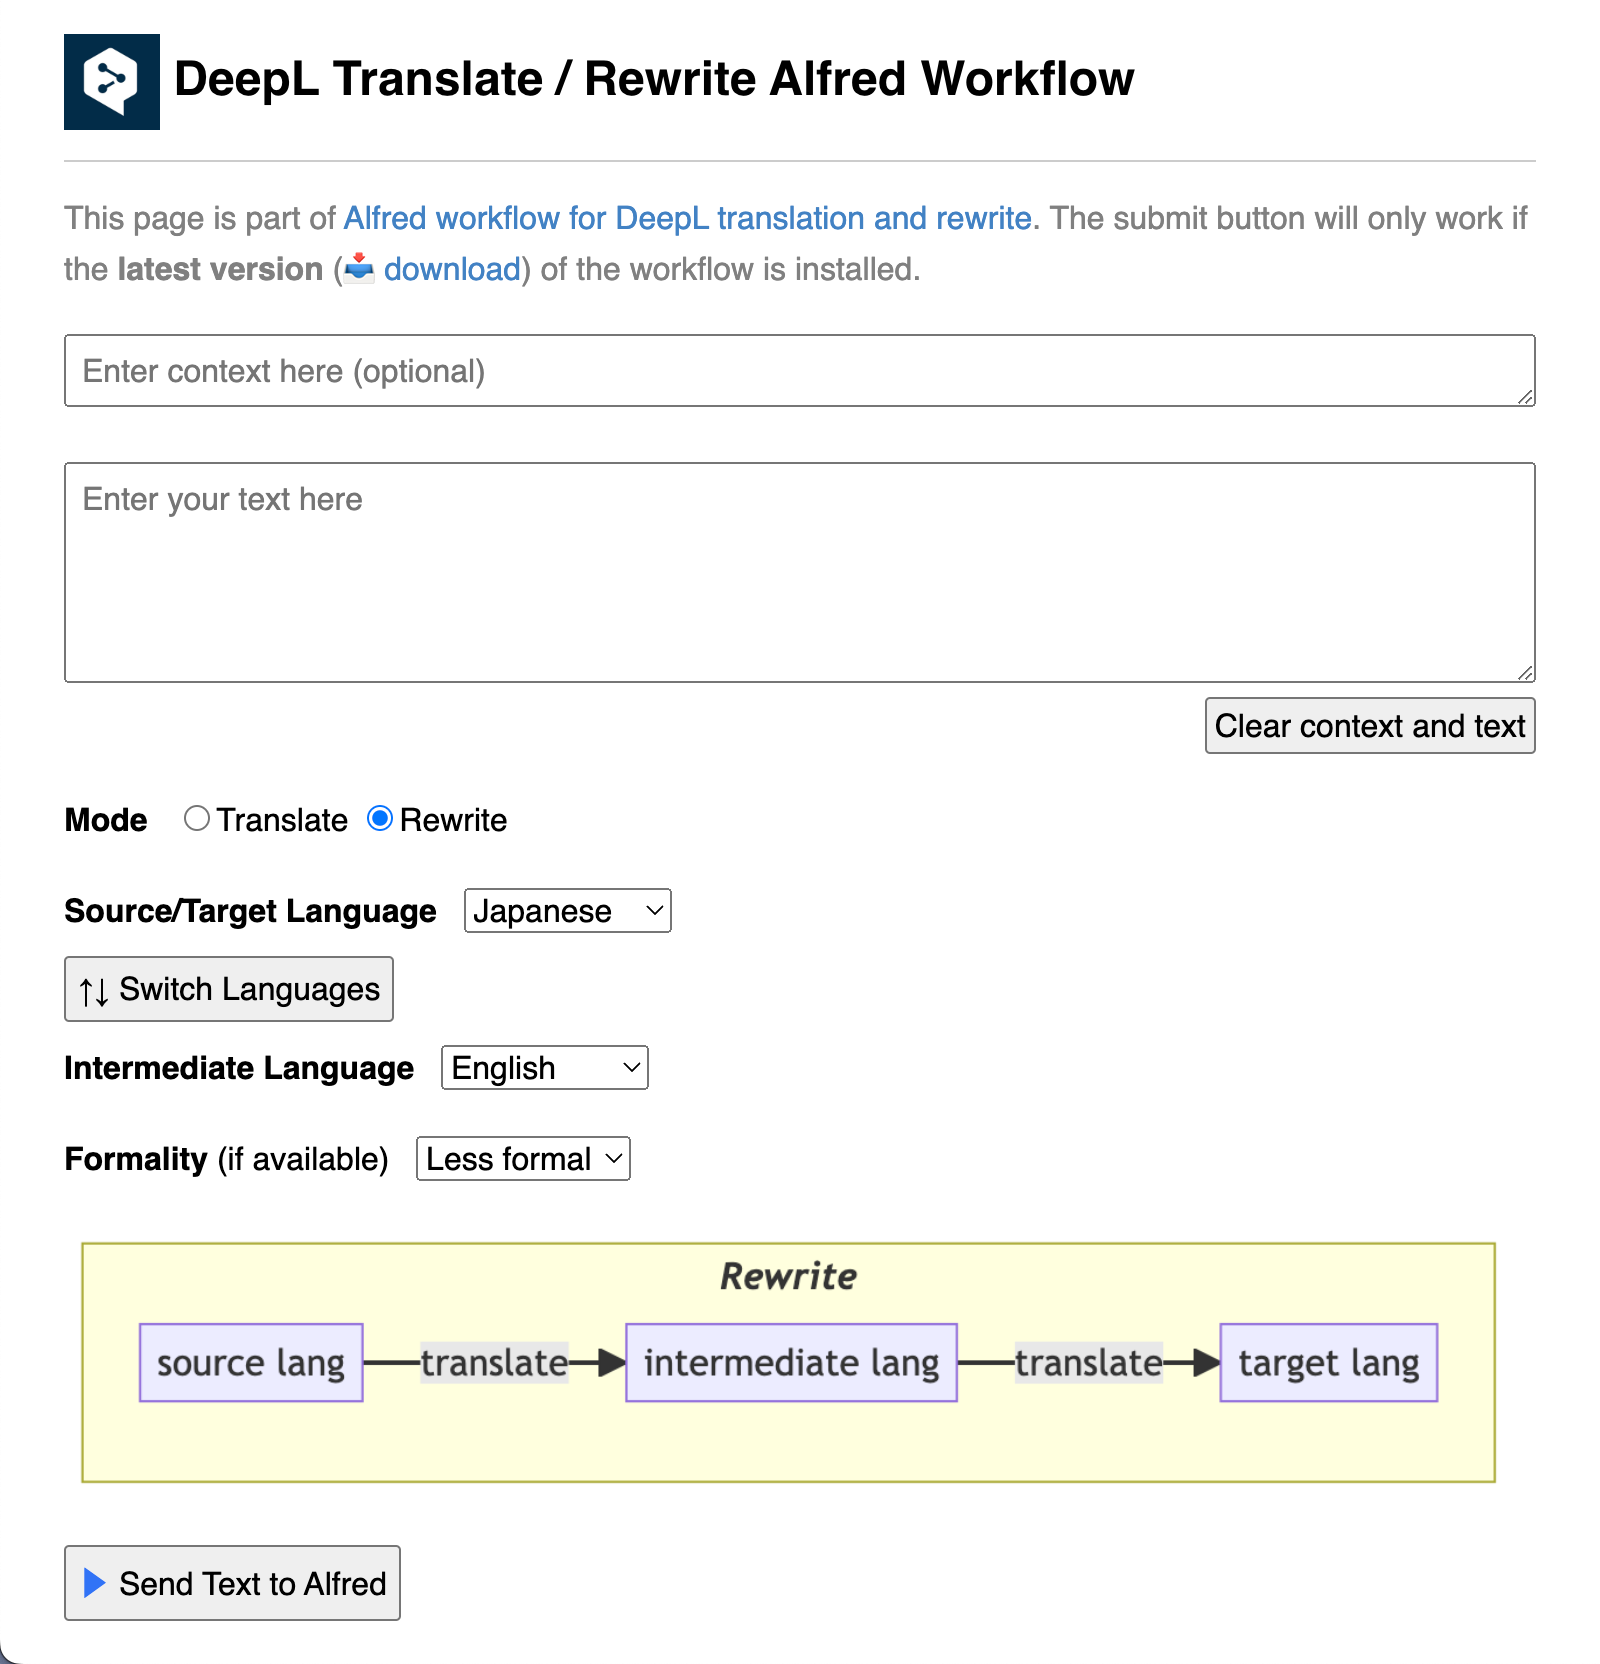 DeepL Translate / Rewrite Alfred Workflow
This page is part of Alfred workflow for DeepL translation and rewrite. The submit button will only work if
the latest version (📥 download) of the workflow is installed.
Enter context here (optional)
Enter your text here
Clear context and text
Mode Translate Rewrite
Source/Target Language Japanese
↑↓ Switch Languages
Intermediate Language English
Formality (if available) Less formal
Rewrite
source lang translate intermediate lang translate target lang
Send Text to Alfred